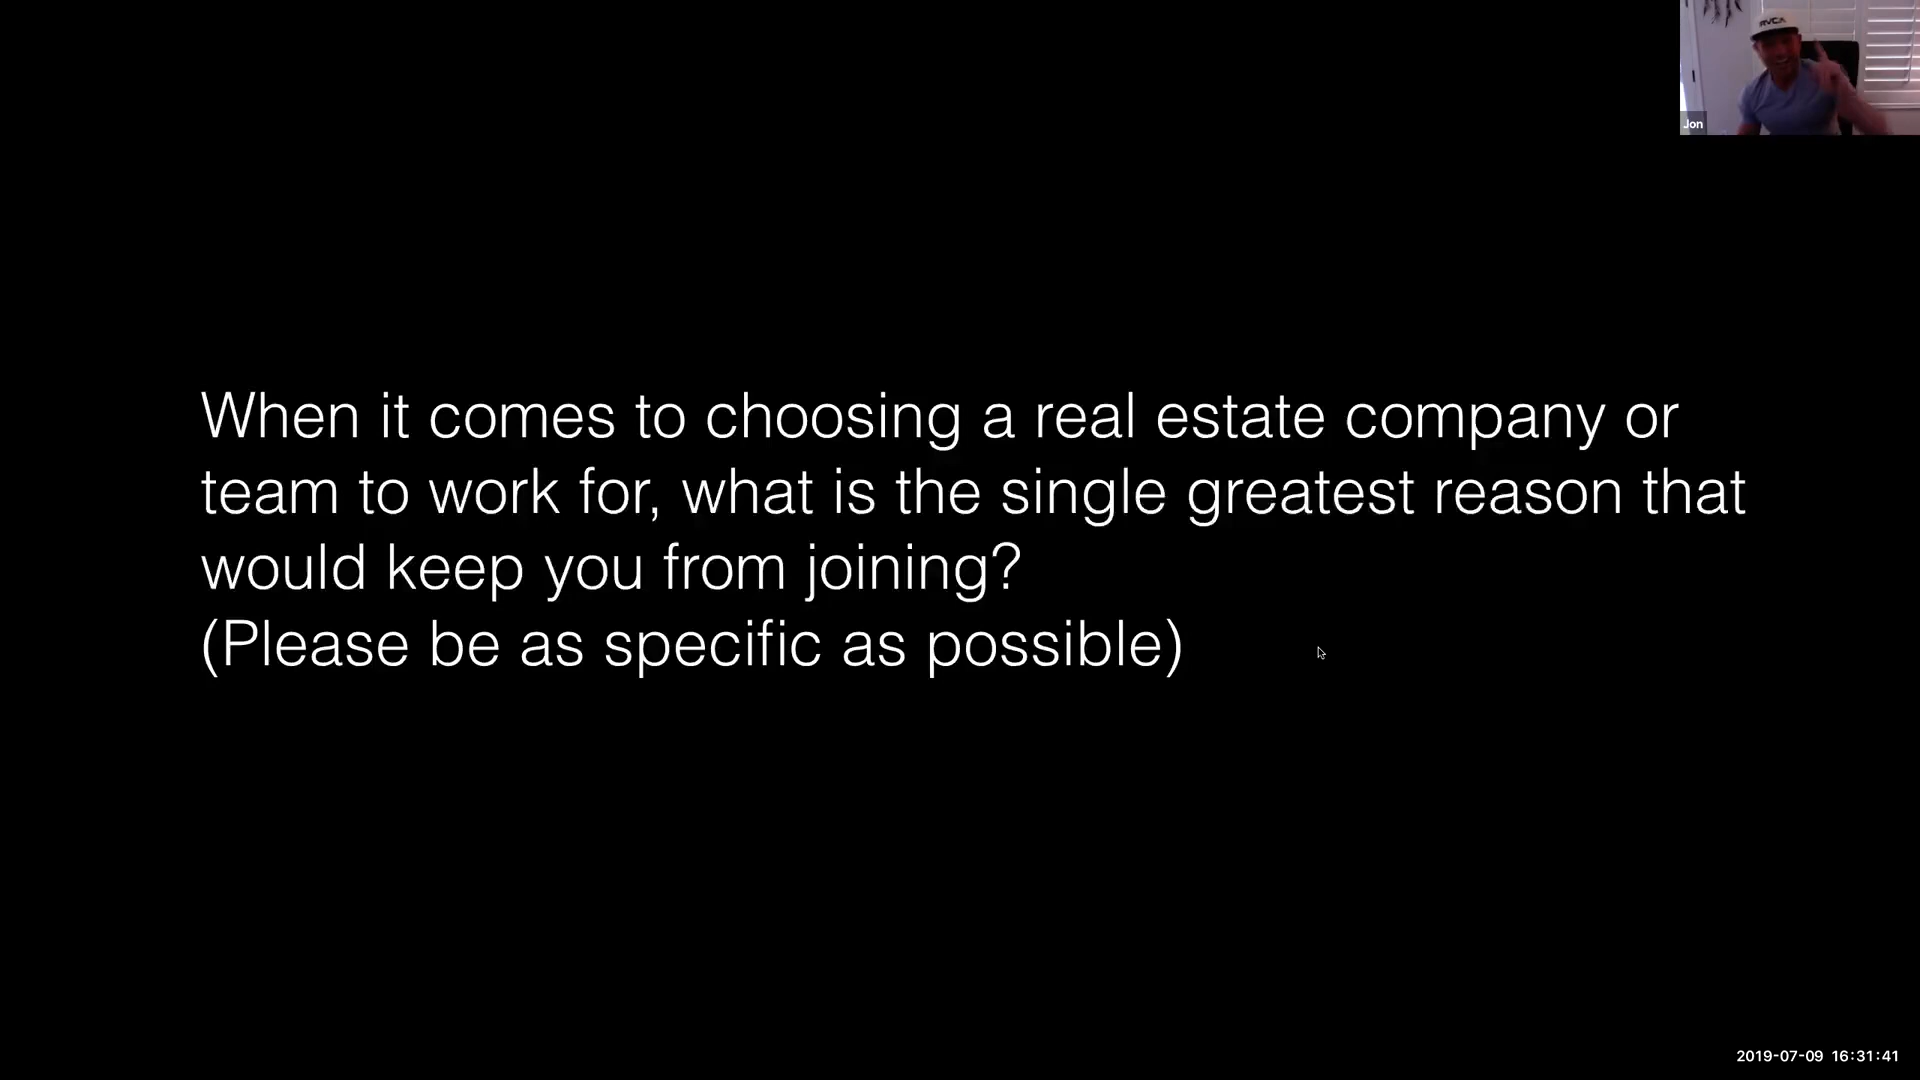 RVCA
Jon
When it comes to choosing a real estate company or
team to work for, what is the single greatest reason that
would keep you from joining?
(Please be as specific as possible)
2019-07-09 16:31:41